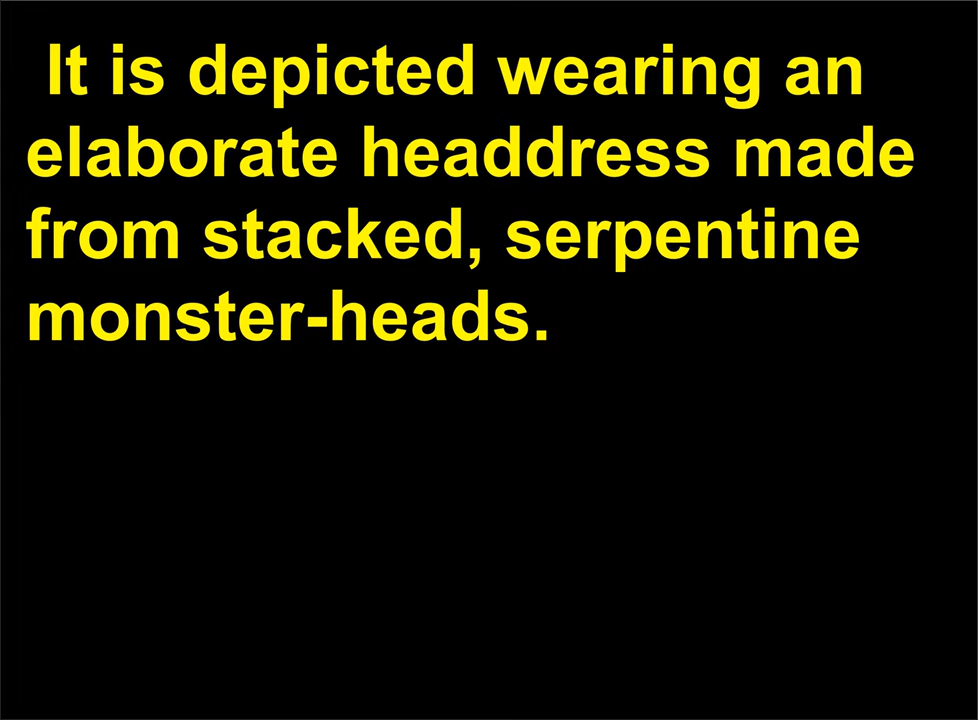 It is depicted wearing an
elaborate headdress made
from stacked, serpentine
monster-heads.